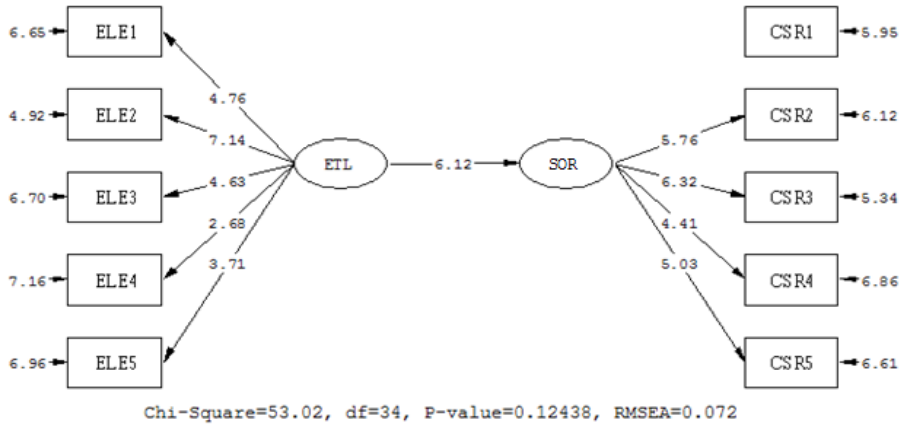 6.65 ELE1 CSR1 5.95
4.76
4.92 ELE2 CSR2 6.12
7.14 5.76
ETL 6.12 SOR
6.70 ELE3 4.63 6.32 CSR3 5.34
2.68 4.41
3.71 5.03
7.16 ELE4 CSR4 6.86
6.96 ELE5 CSR5 6.61
Chi-Square=53.02, df=34, P-value=0.12438, RMSEA=0.072